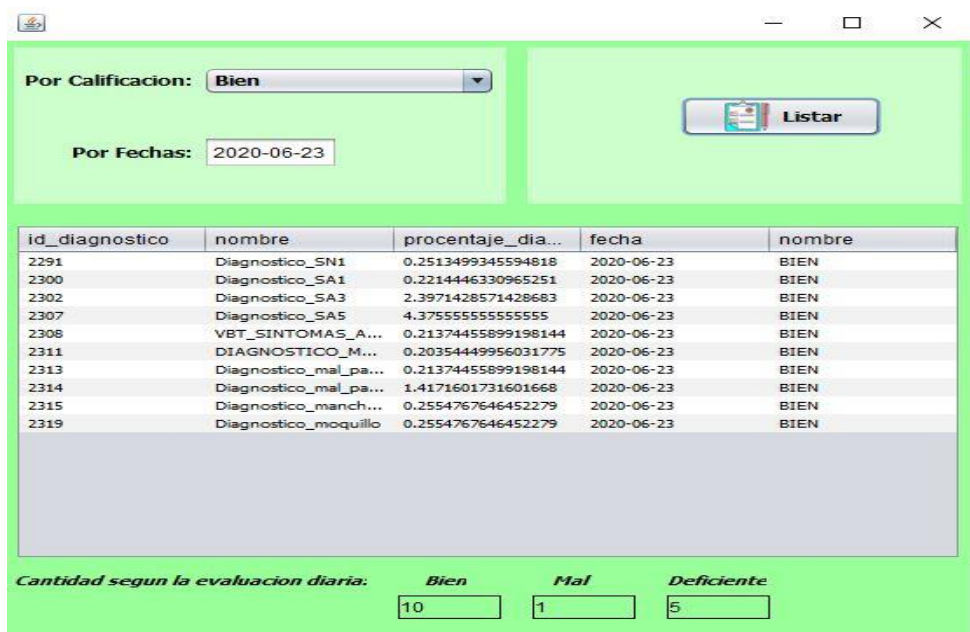 Por Calificacion: Bien
Listar
Por Fechas: 2020-06-23
id_diagnostico nombre procentaje_dia... fecha nombre
2291 Diagnostico_SN1 0.2513499345594818 2020-06-23 BIEN
2300 Diagnostico_SA1 0.2214446330965251 2020-06-23 BIEN
2302 Diagnostico_SA3 2.3971428571428683 2020-06-23 BIEN
2307 Diagnostico_SA5 4.375555555555555 2020-06-23 BIEN
2308 VBT_SINTOMAS_A... 0.21374455899198144 2020-06-23 BIEN
2311 DIAGNOSTICO_M... 0.20354449956031775 2020-06-23 BIEN
2313 Diagnostico_mal_pa... 0.21374455899198144 2020-06-23 BIEN
2314 Diagnostico_mal_pa... 1.4171601731601668 2020-06-23 BIEN
2315 Diagnostico_manch... 0.2554767646452279 2020-06-23 BIEN
2319 Diagnostico_moquillo 0.2554767646452279 2020-06-23 BIEN
Cantidad segun la evaluacion diaria: Bien Mal Deficiente
10 1 5